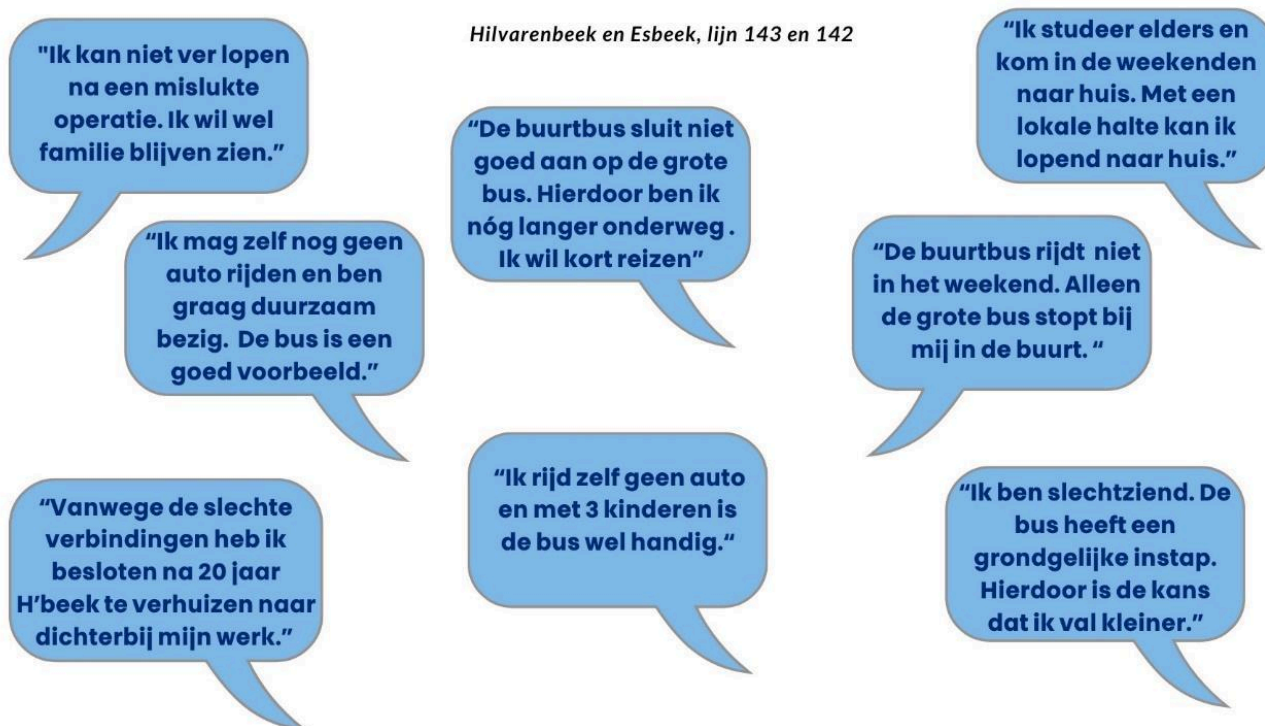 Hilvarenbeek en Esbeek, lijn 143 en 142
"Ik kan niet ver lopen
na een mislukte
operatie. Ik wil wel
familie blijven zien.”
“De buurtbus sluit niet
goed aan op de grote
bus. Hierdoor ben ik
nóg langer onderweg .
Ik wil kort reizen”
“Ik studeer elders en
kom in de weekenden
naar huis. Met een
lokale halte kan ik
lopend naar huis.”
“Ik mag zelf nog geen
auto rijden en ben
graag duurzaam
bezig. De bus is een
goed voorbeeld.”
“De buurtbus rijdt niet
in het weekend. Alleen
de grote bus stopt bij
mij in de buurt. “
“Vanwege de slechte
verbindingen heb ik
besloten na 20 jaar
H’beek te verhuizen naar
dichterbij mijn werk.”
“Ik rijd zelf geen auto
en met 3 kinderen is
de bus wel handig.“
“Ik ben slechtziend. De
bus heeft een
grondgelijke instap.
Hierdoor is de kans
dat ik val kleiner.”